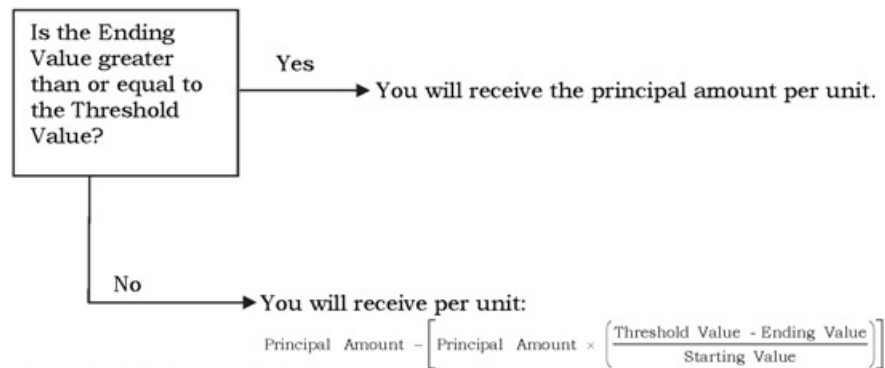 Is the Ending
Value greater
than or equal to
the Threshold
Value?
Yes
You will receive the principal amount per unit.
No
You will receive per unit:
Principal Amount − [Principal Amount × (Threshold Value - Ending Value / Starting Value)]